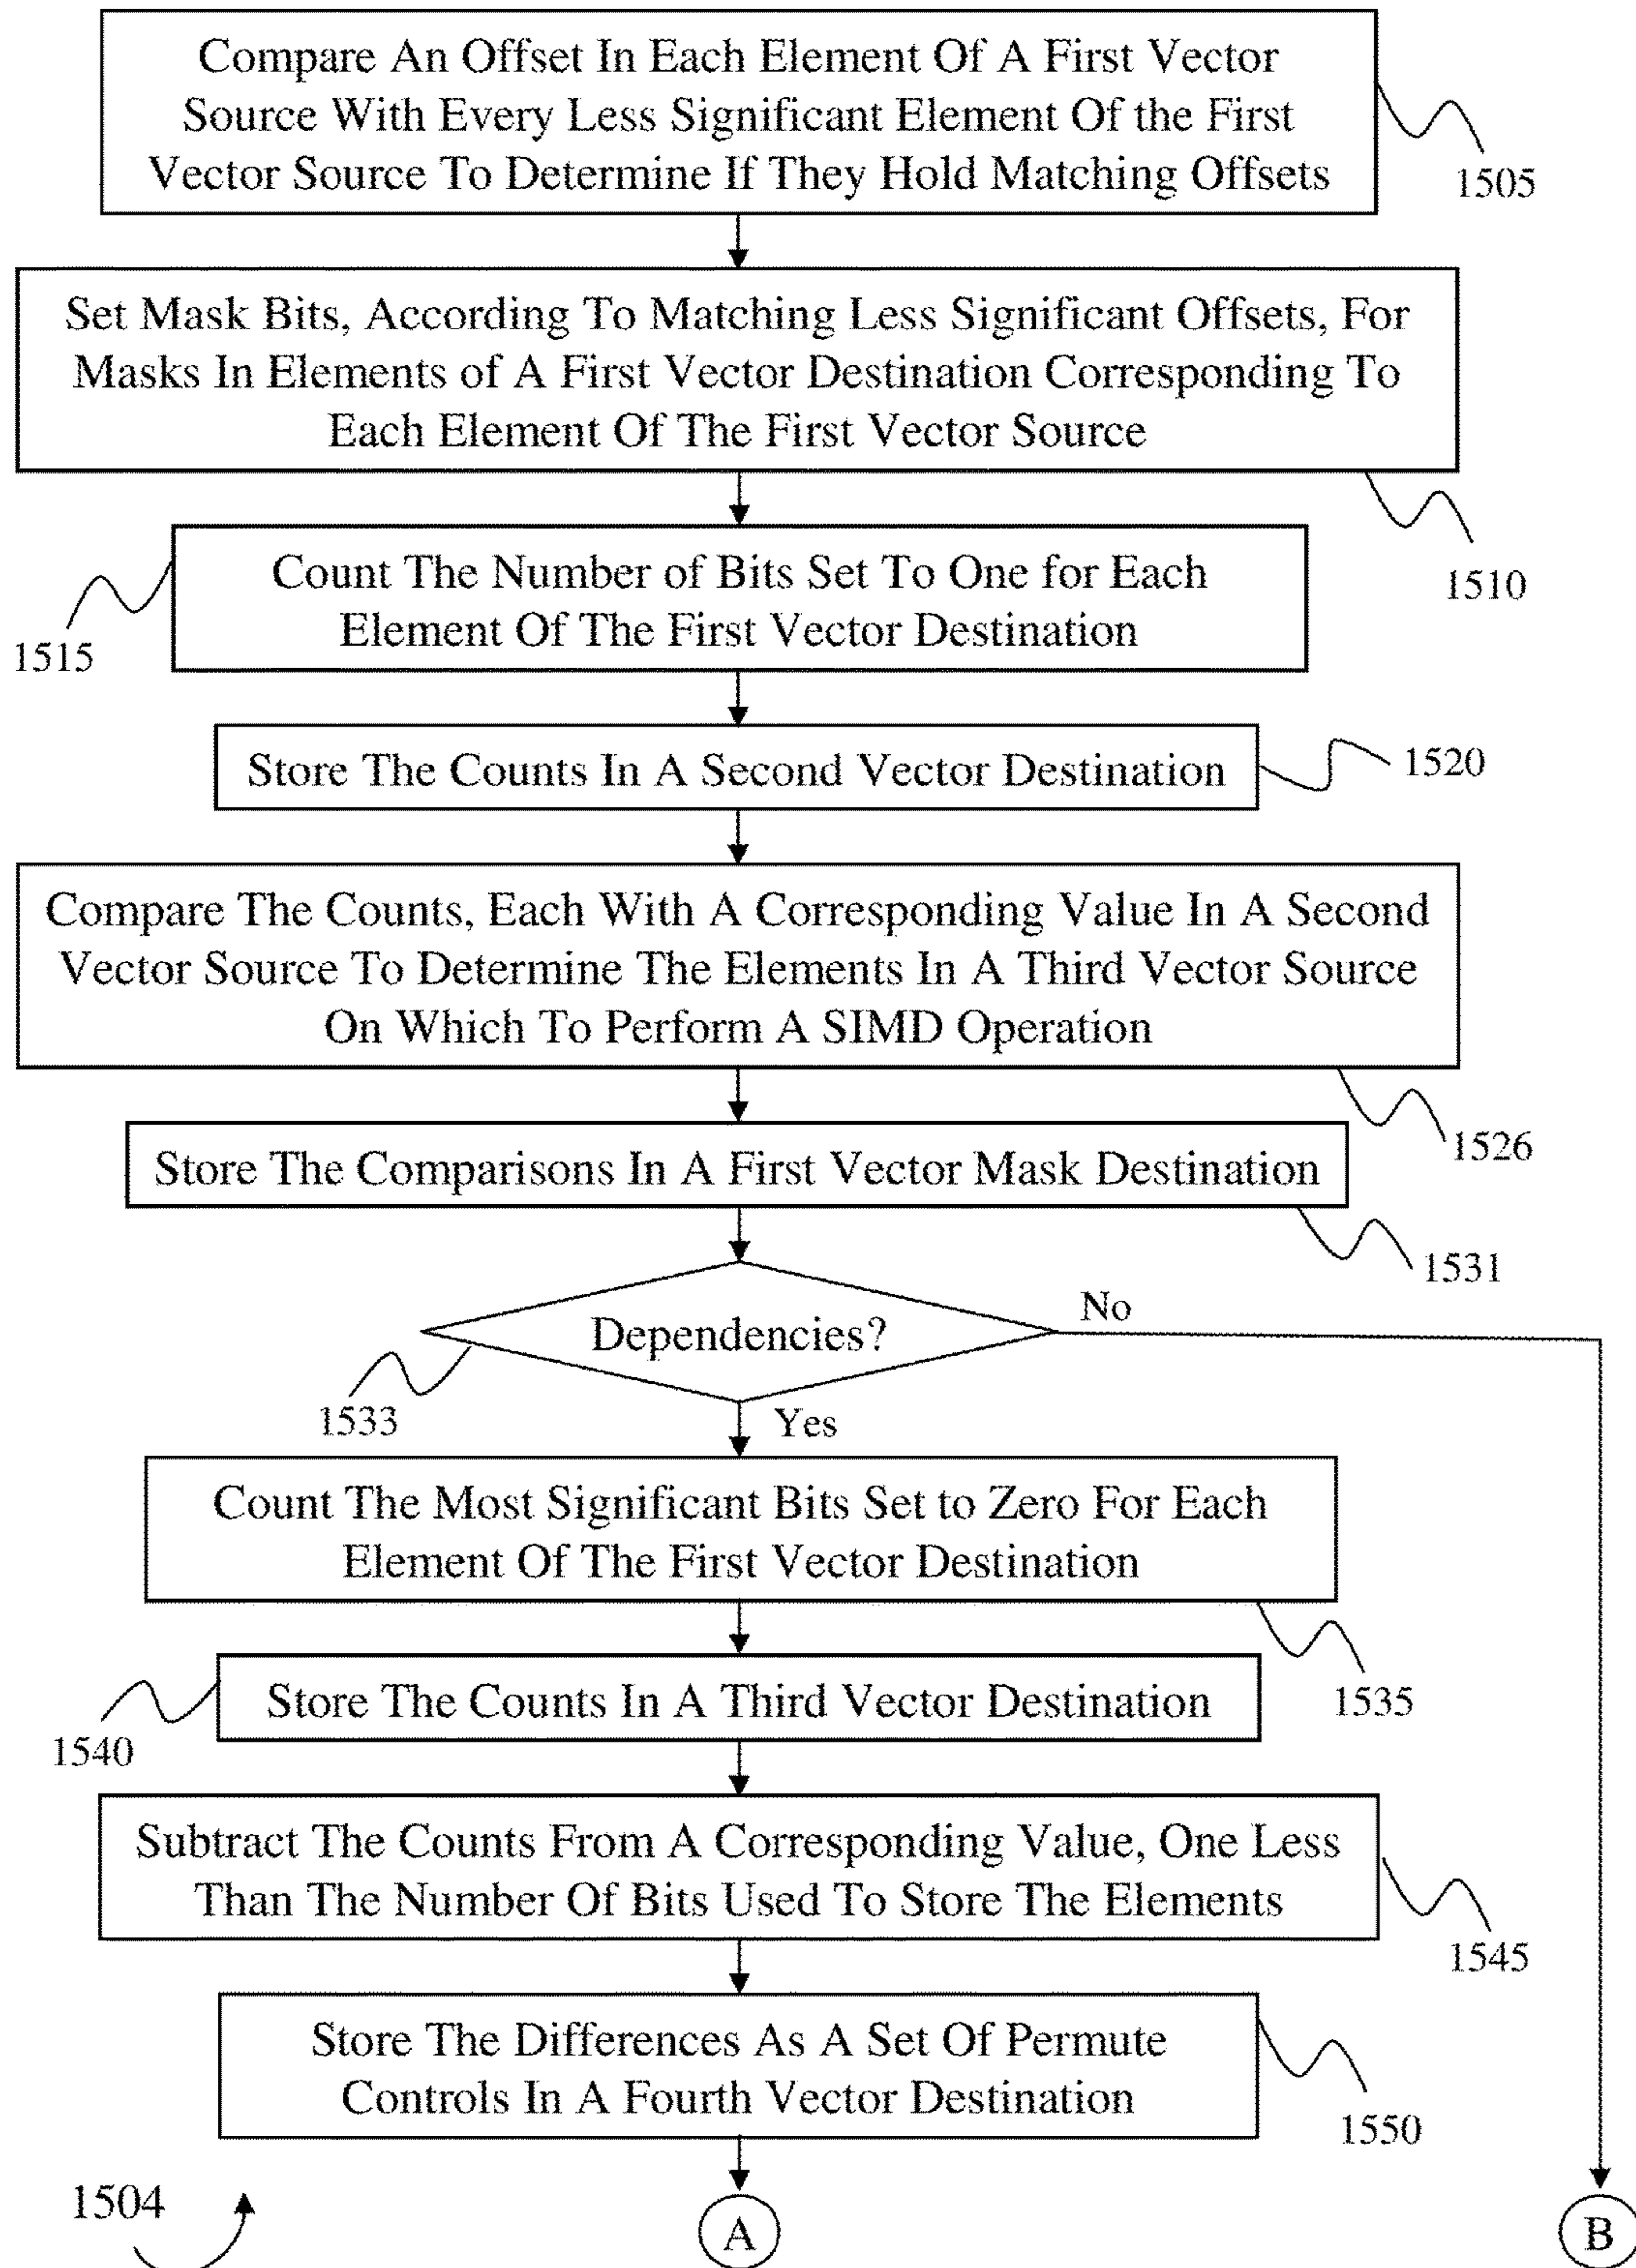 Compare An Offset In Each Element Of A First Vector
Source With Every Less Significant Element Of the First
Vector Source To Determine If They Hold Matching Offsets
1505
Set Mask Bits, According To Matching Less Significant Offsets, For
Masks In Elements of A First Vector Destination Corresponding To
Each Element Of The First Vector Source
1510
Count The Number of Bits Set To One for Each
Element Of The First Vector Destination
1515
Store The Counts In A Second Vector Destination
1520
Compare The Counts, Each With A Corresponding Value In A Second
Vector Source To Determine The Elements In A Third Vector Source
On Which To Perform A SIMD Operation
1526
Store The Comparisons In A First Vector Mask Destination
1531
Dependencies?
No
1533
Yes
Count The Most Significant Bits Set to Zero For Each
Element Of The First Vector Destination
1535
Store The Counts In A Third Vector Destination
1540
Subtract The Counts From A Corresponding Value, One Less
Than The Number Of Bits Used To Store The Elements
1545
Store The Differences As A Set Of Permute
Controls In A Fourth Vector Destination
1550
1504
A
B